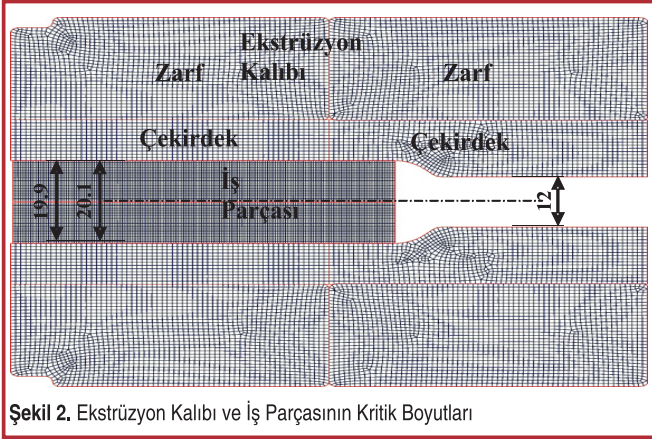 Ekstrüzyon
Kalıbı
Zarf
Zarf
Çekirdek
Çekirdek
İş
Parçası
19.9
20.1
12
Şekil 2. Ekstrüzyon Kalıbı ve İş Parçasının Kritik Boyutları